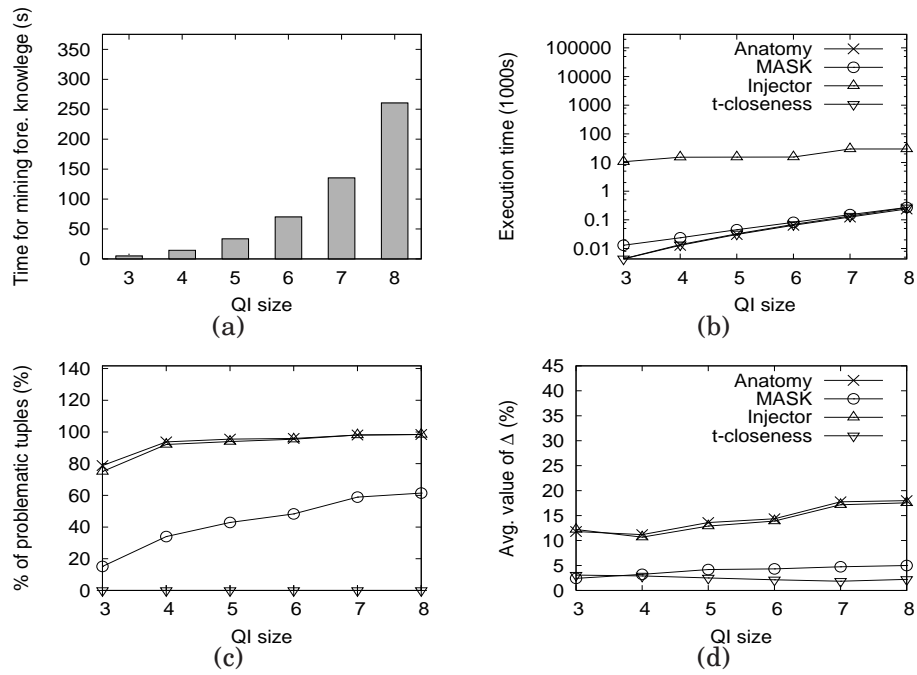 Time for mining fore. knowlege (s)
375
350
300
250
200
150
100
50
0
3 4 5 6 7 8
QI size
(a)
Execution time (1000s)
100000
10000
1000
100
10
1
0.1
0.01
Anatomy
MASK
Injector
t-closeness
3 4 5 6 7 8
QI size
(b)
% of problematic tuples (%)
140
120
100
80
60
40
20
0
3 4 5 6 7 8
QI size
(c)
Avg. value of Δ (%)
45
40
35
30
25
20
15
10
5
0
Anatomy
MASK
Injector
t-closeness
3 4 5 6 7 8
QI size
(d)